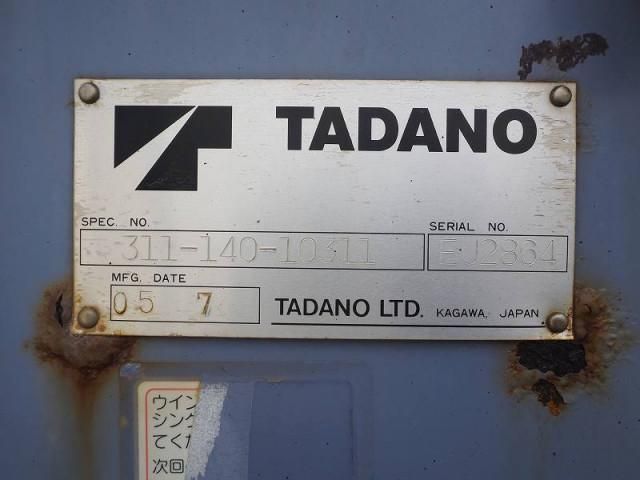 TADANO
SPEC. NO.
311-140-10311
SERIAL NO.
EJ2864
MFG. DATE
05 7
TADANO LTD. KAGAWA, JAPAN
ウイン
シンク
てくだ
次回